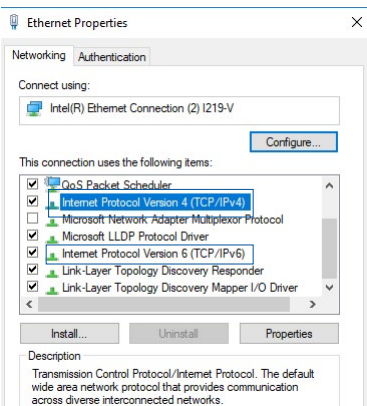 Ethernet Properties
Networking Authentication
Connect using:
Intel(R) Ethernet Connection (2) I219-V
Configure...
This connection uses the following items:
QoS Packet Scheduler
Internet Protocol Version 4 (TCP/IPv4)
Microsoft Network Adapter Multiplexor Protocol
Microsoft LLDP Protocol Driver
Internet Protocol Version 6 (TCP/IPv6)
Link-Layer Topology Discovery Responder
Link-Layer Topology Discovery Mapper I/O Driver
Install... Uninstall Properties
Description
Transmission Control Protocol/Internet Protocol. The default
wide area network protocol that provides communication
across diverse interconnected networks.